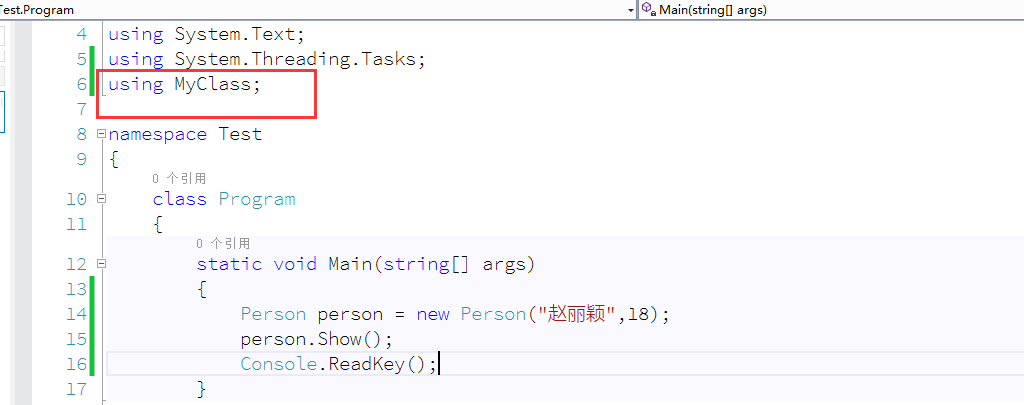 Test.Program
Main(string[] args)
4 using System.Text;
5 using System.Threading.Tasks;
6 using MyClass;
7
8 namespace Test
9 {
0 个引用
10 class Program
11 {
0 个引用
12 static void Main(string[] args)
13 {
14 Person person = new Person("赵丽颖",18);
15 person.Show();
16 Console.ReadKey();
17 }